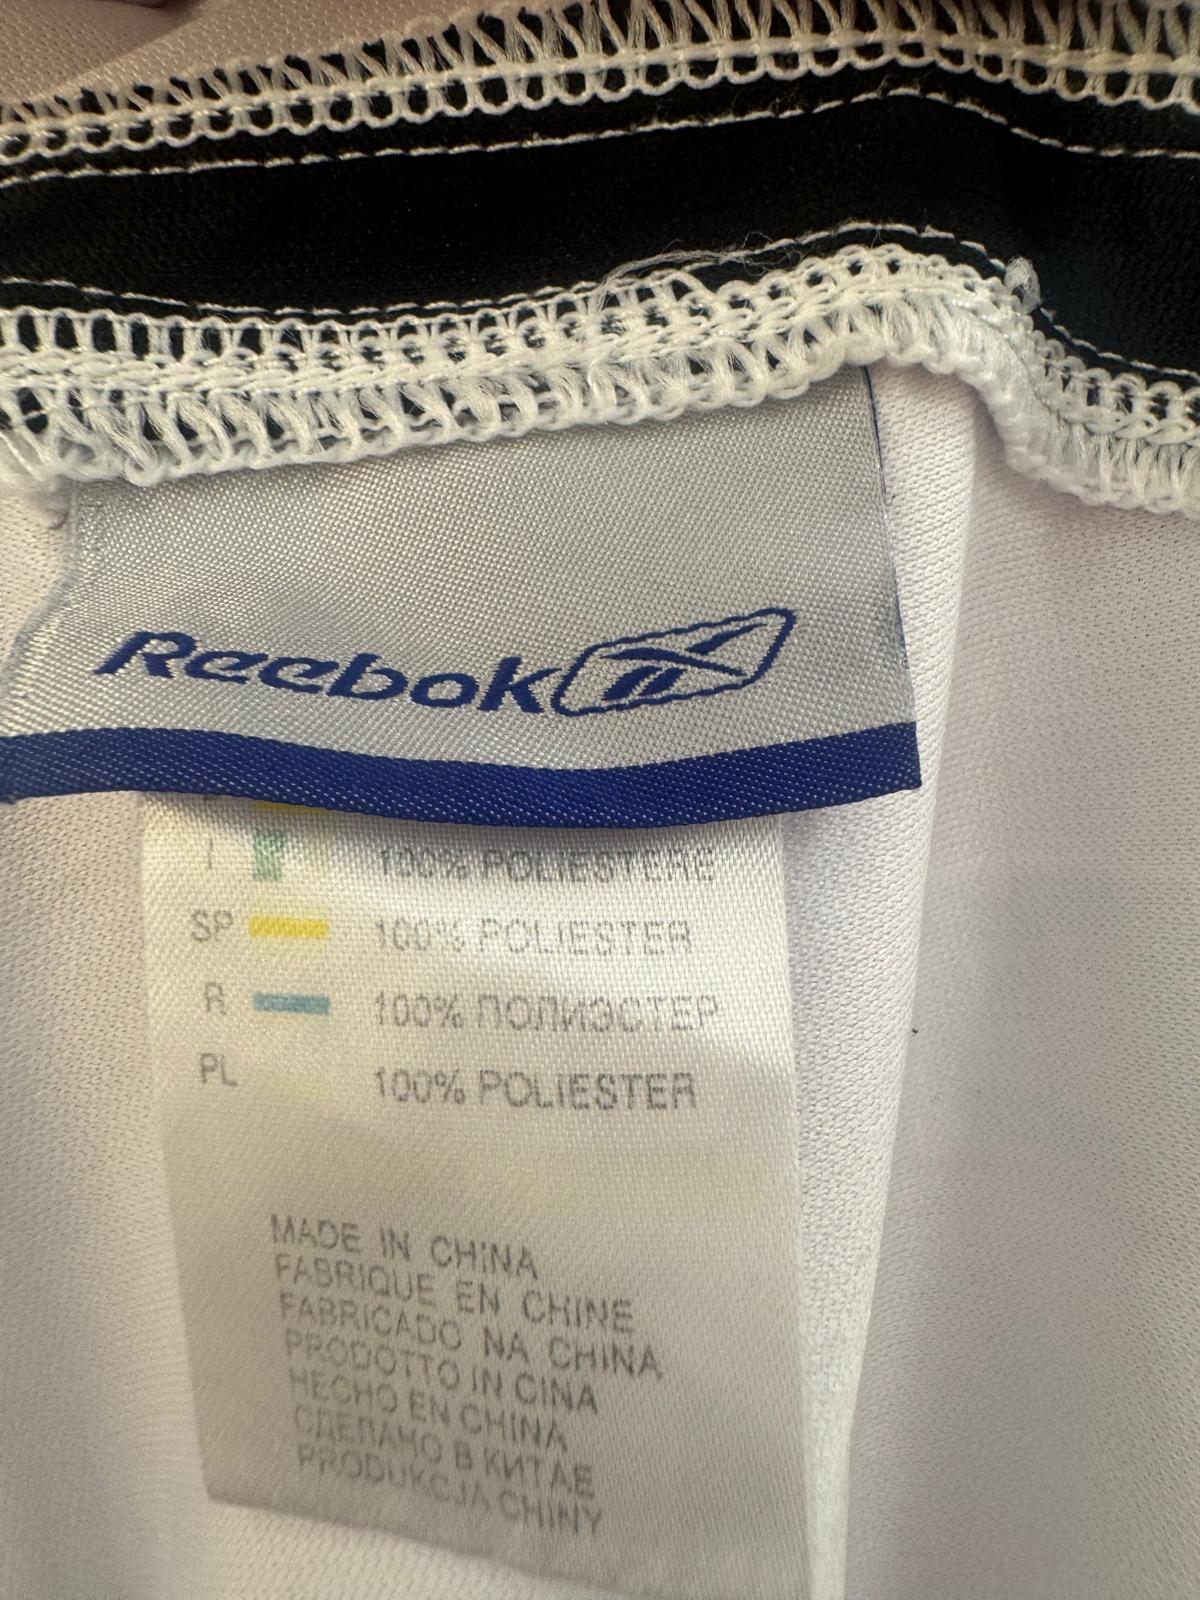 Reebok
I 100% POLIESTERE
SP 100% POLIESTER
R 100% ПОЛИЭСТЕР
PL 100% POLIESTER
MADE IN CHINA
FABRIQUE EN CHINE
FABRICADO NA CHINA
PRODOTTO IN CINA
HECHO EN CHINA
СДЕЛАНО В КИТАЕ
PRODUKCJA CHINY